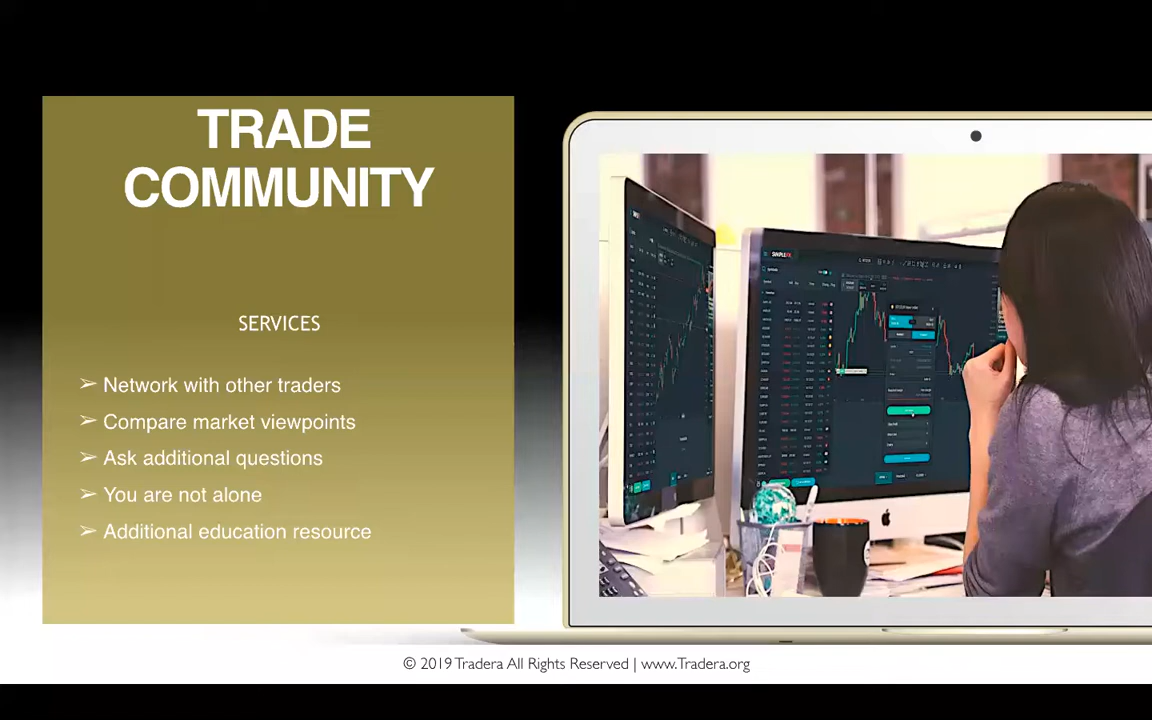 TRADE
COMMUNITY
SERVICES
➢ Network with other traders
➢ Compare market viewpoints
➢ Ask additional questions
➢ You are not alone
➢ Additional education resource
SIMPLEFX
© 2019 Tradera All Rights Reserved | www.Tradera.org